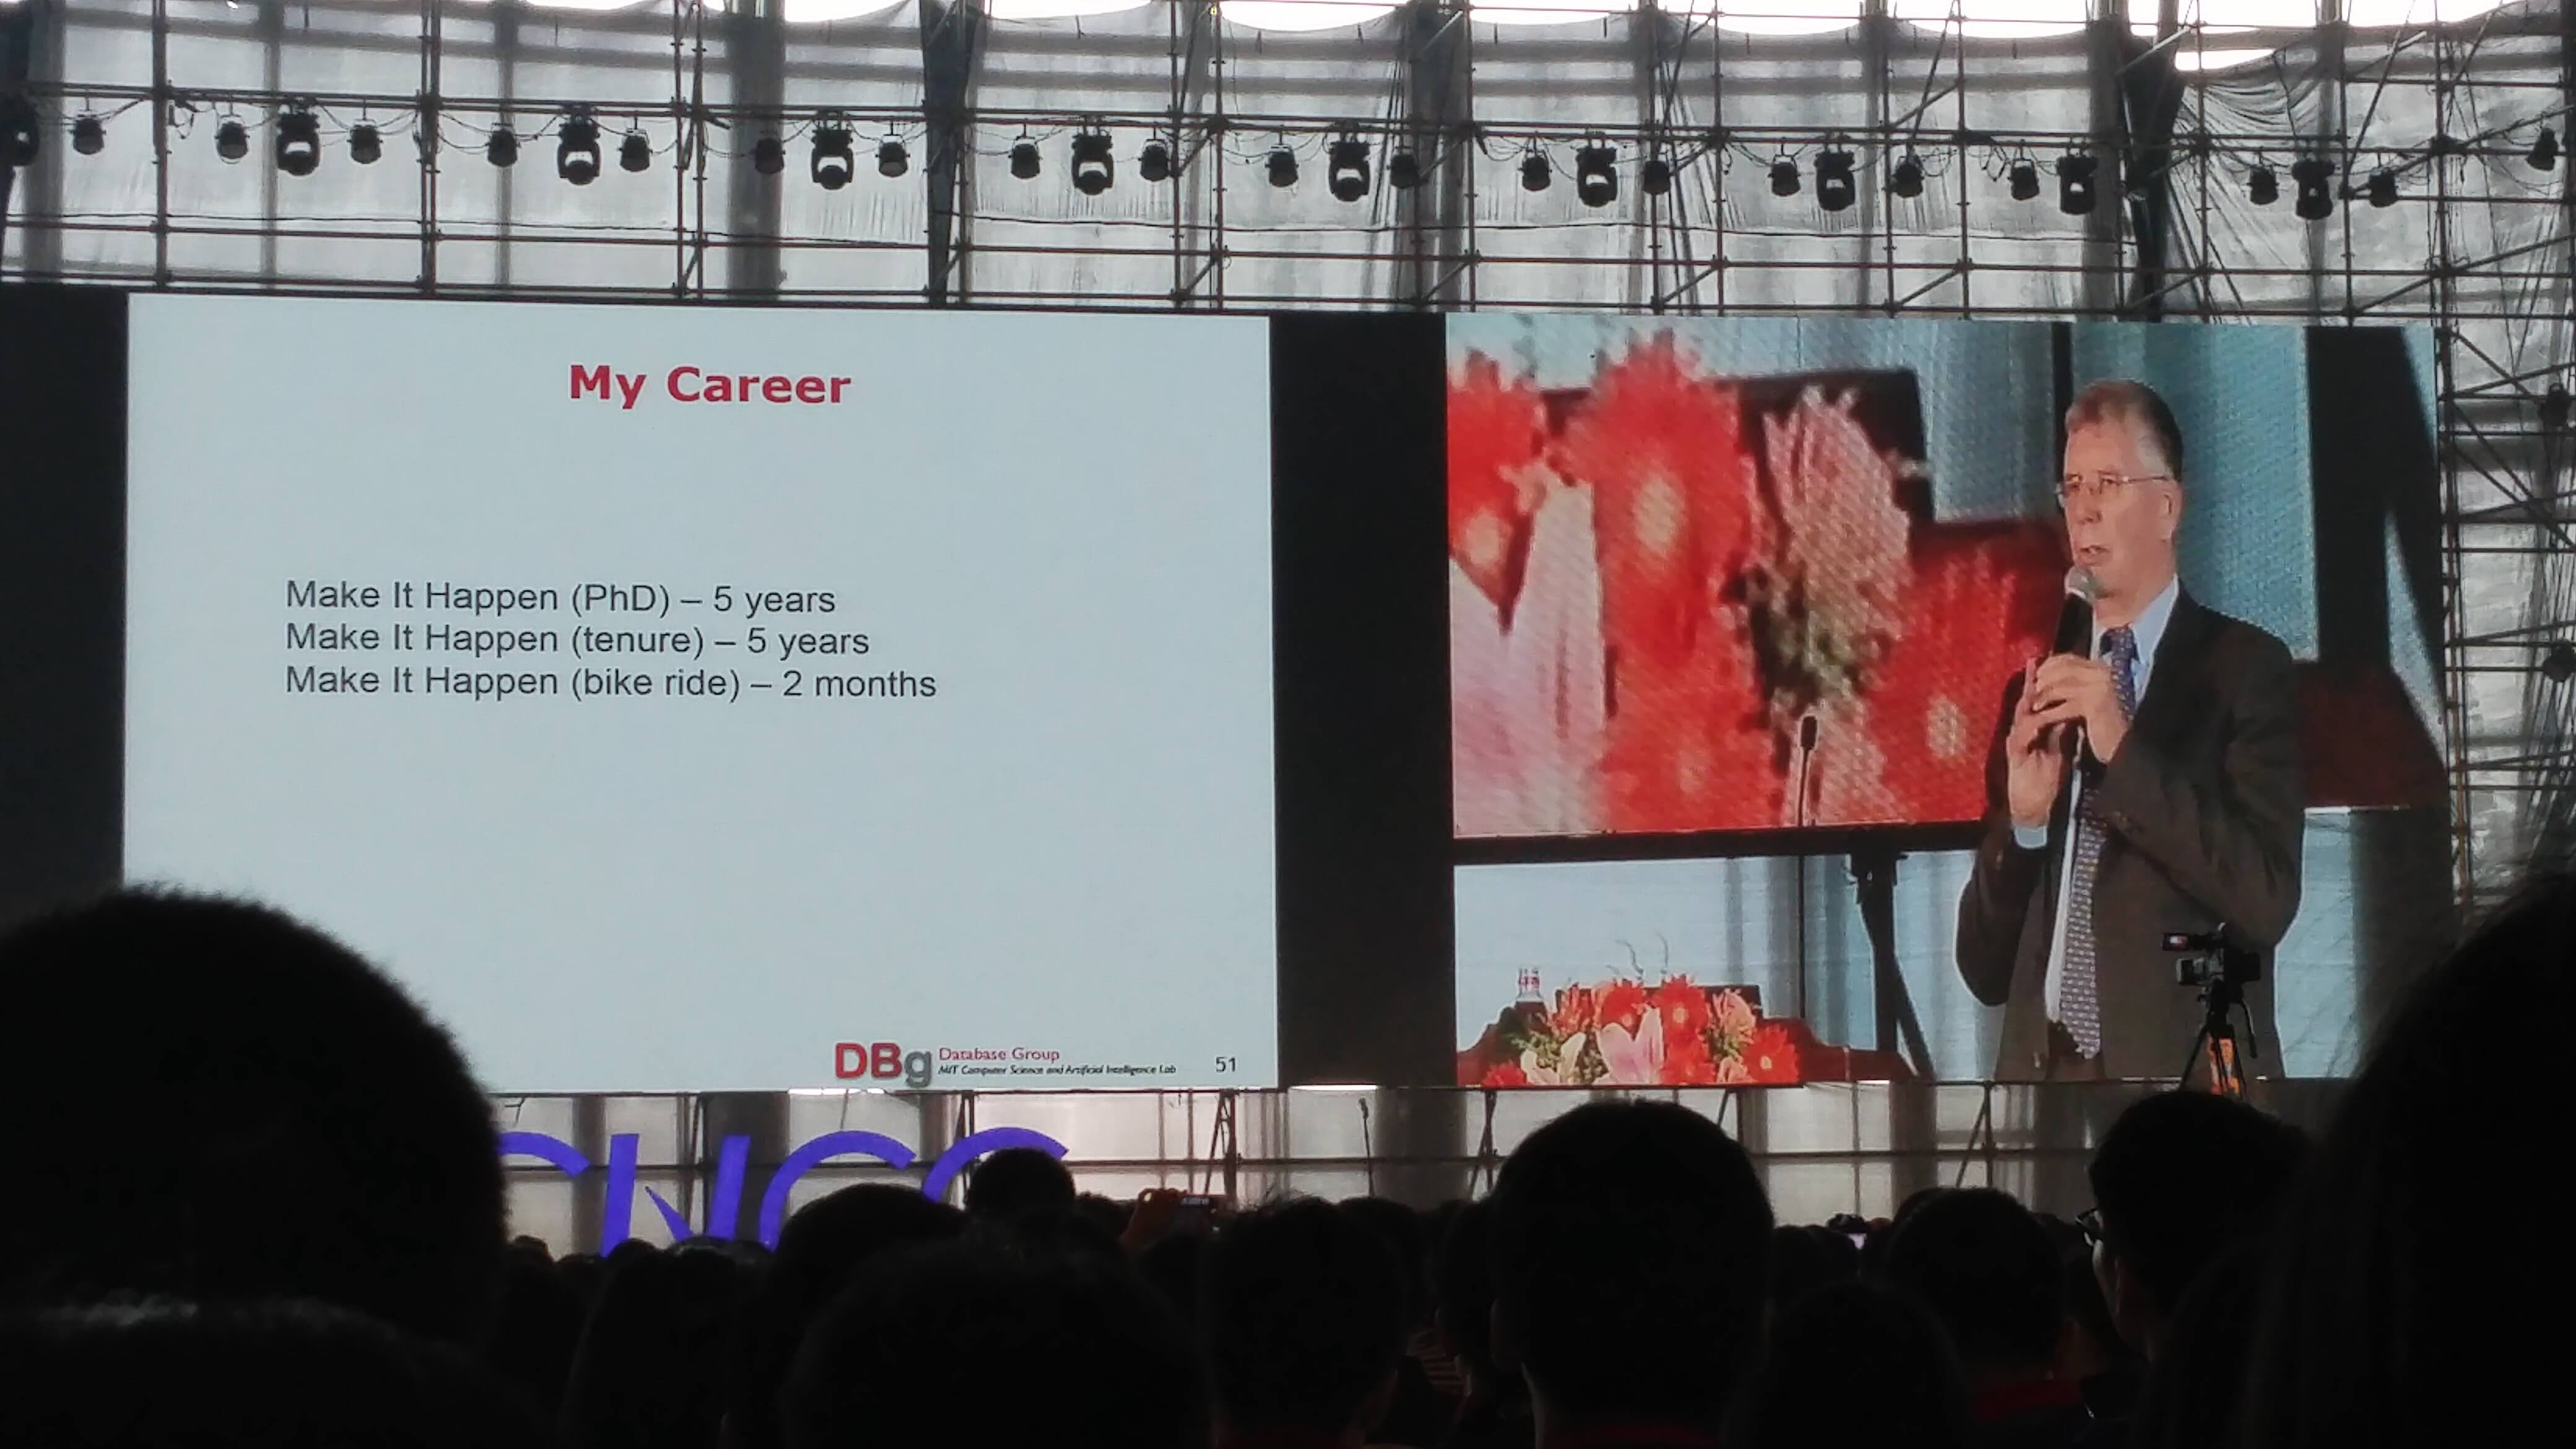 My Career
Make It Happen (PhD) – 5 years
Make It Happen (tenure) – 5 years
Make It Happen (bike ride) – 2 months
DBg
Database Group
MIT Computer Science and Artificial Intelligence Lab
51
CNCC